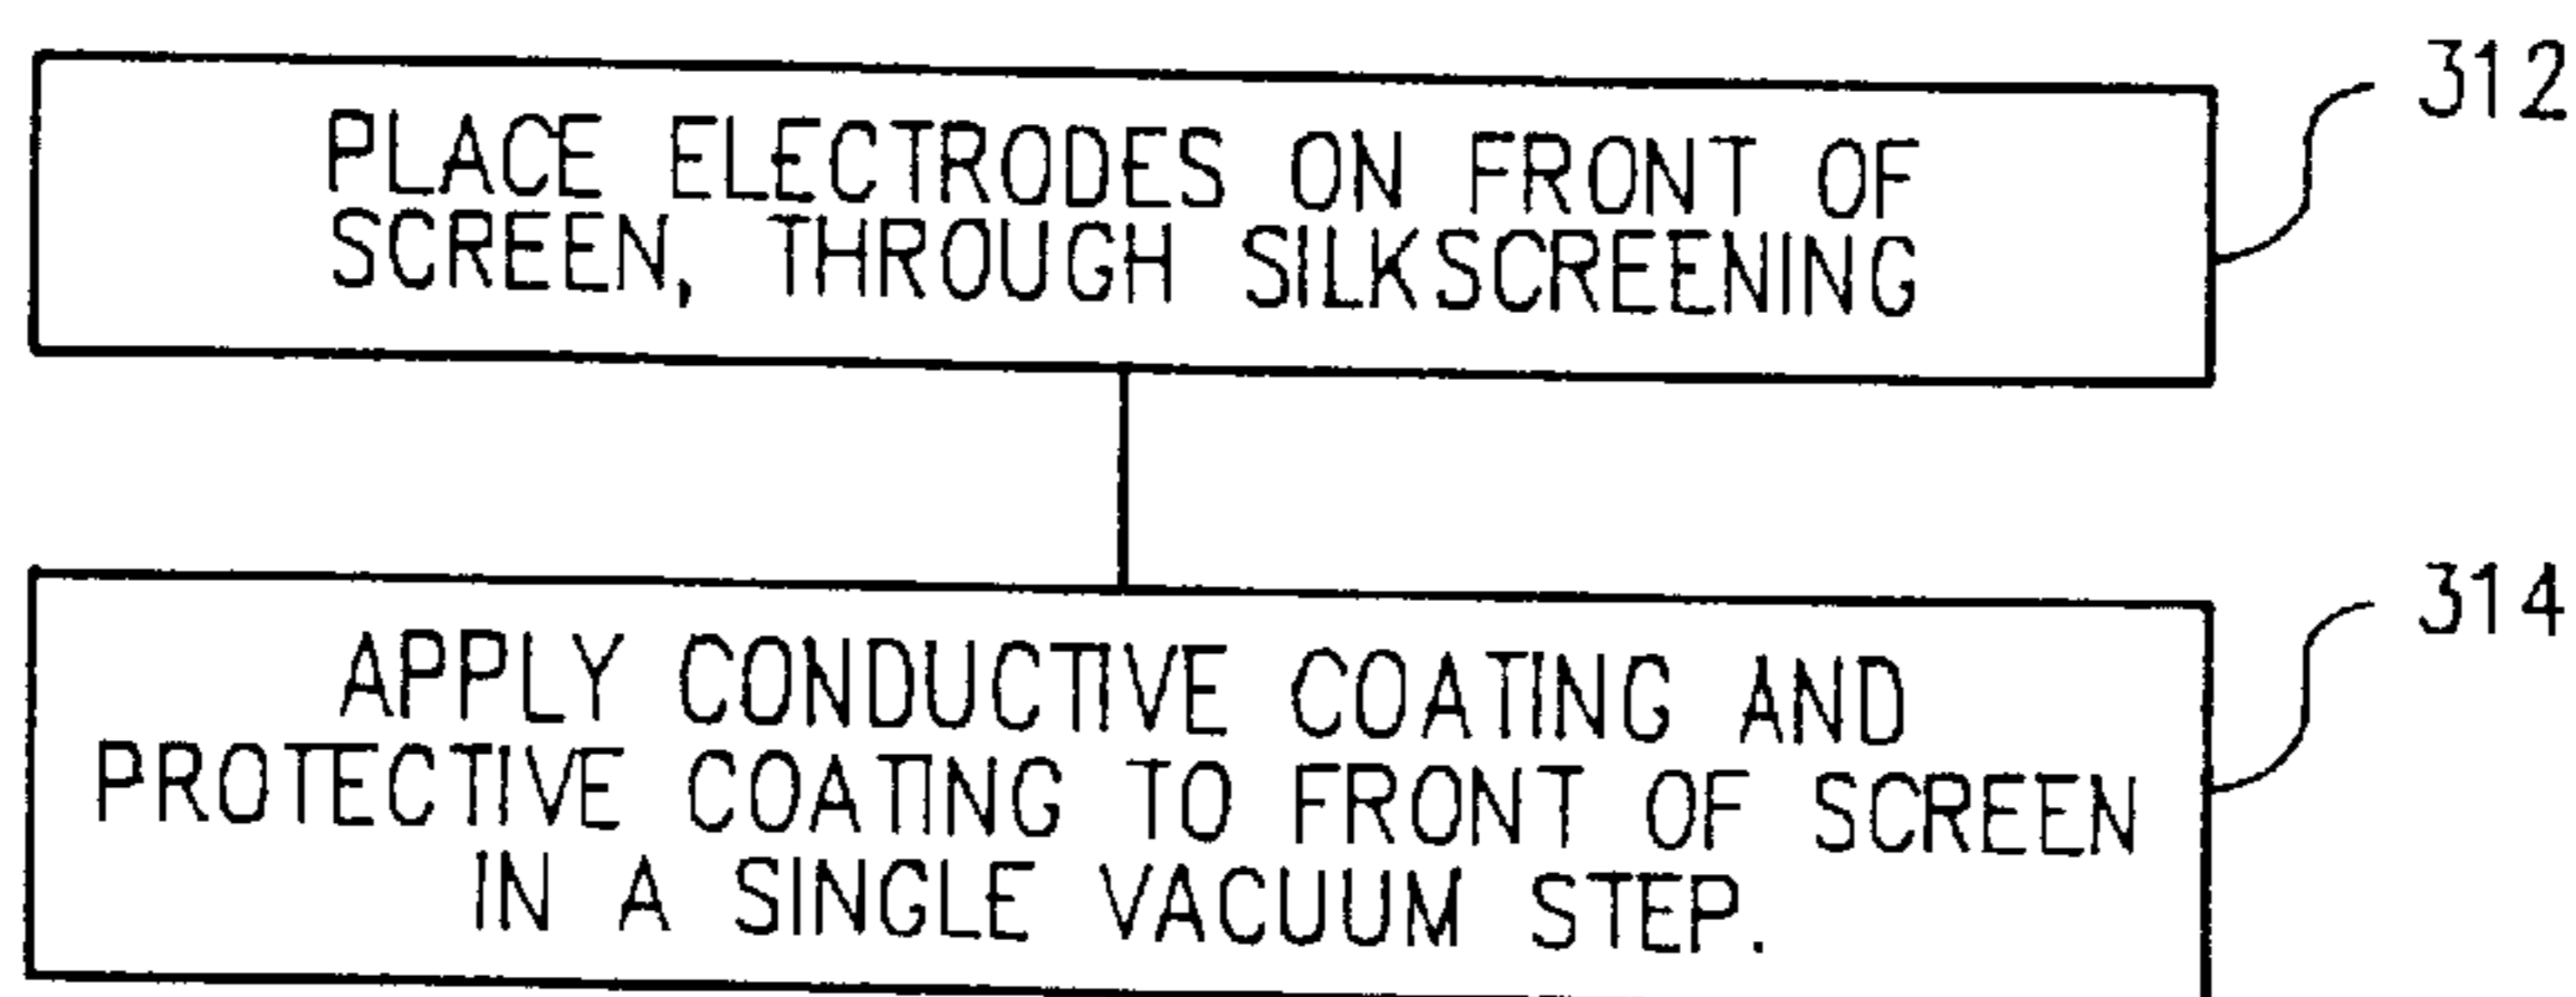 PLACE ELECTRODES ON FRONT OF
SCREEN, THROUGH SILKSCREENING
312
APPLY CONDUCTIVE COATING AND
PROTECTIVE COATING TO FRONT OF SCREEN
IN A SINGLE VACUUM STEP.
314